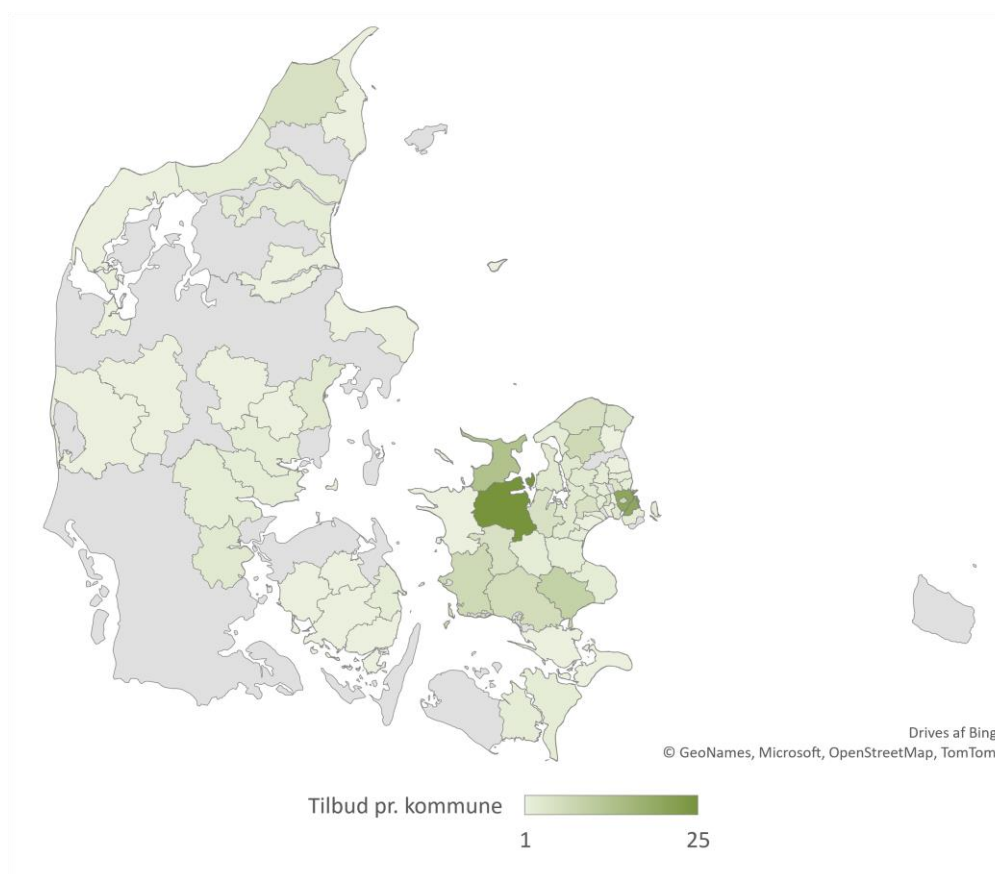 Drives af Bing
© GeoNames, Microsoft, OpenStreetMap, TomTom
Tilbud pr. kommune
1 25